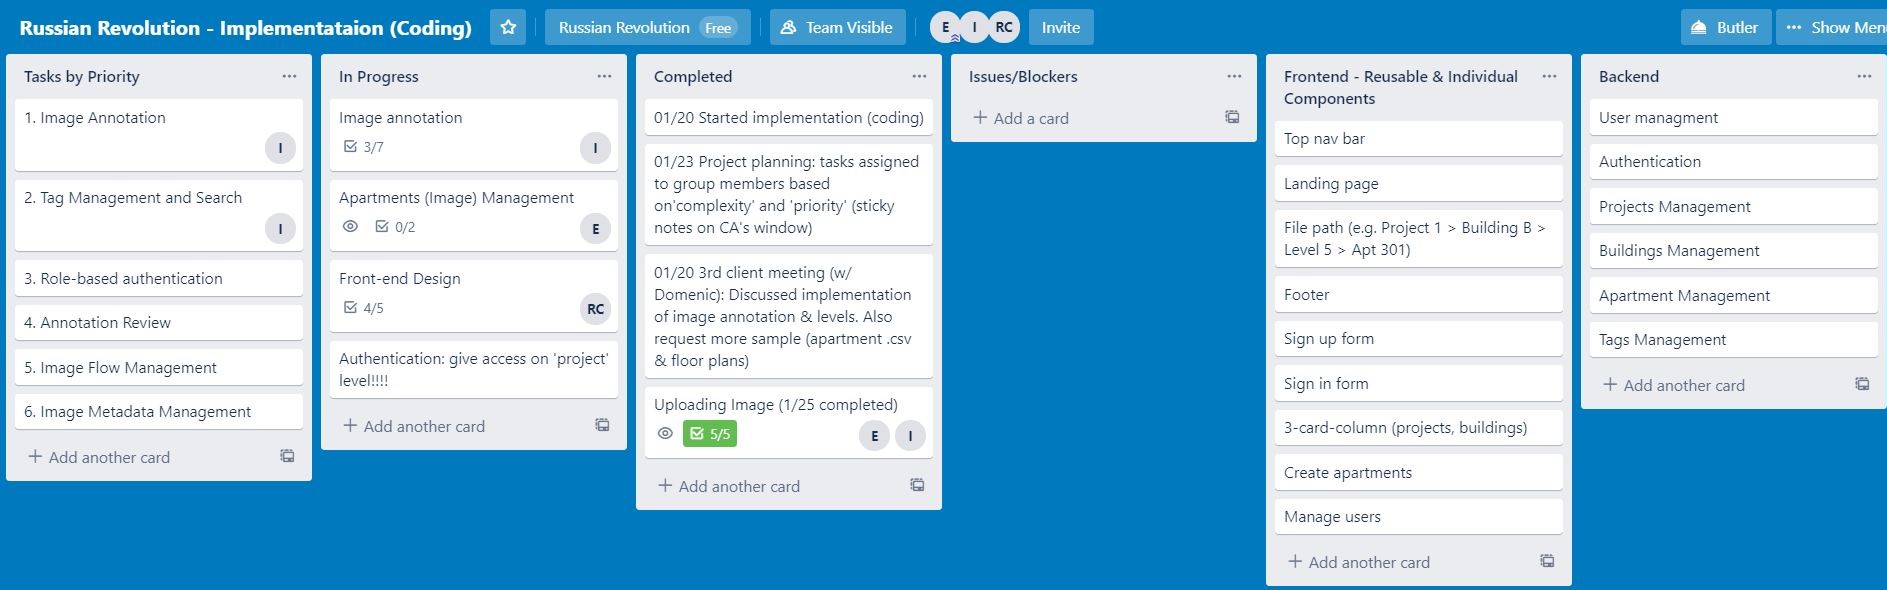 Russian Revolution - Implementataion (Coding)
Russian Revolution Free
Team Visible
E I RC
Invite
Butler
Show Men
Tasks by Priority
1. Image Annotation
I
2. Tag Management and Search
I
3. Role-based authentication
4. Annotation Review
5. Image Flow Management
6. Image Metadata Management
+ Add another card
In Progress
Image annotation
3/7
I
Apartments (Image) Management
0/2
E
Front-end Design
4/5
RC
Authentication: give access on 'project'
level!!!!
+ Add another card
Completed
01/20 Started implementation (coding)
01/23 Project planning: tasks assigned
to group members based
on'complexity' and 'priority' (sticky
notes on CA's window)
01/20 3rd client meeting (w/
Domenic): Discussed implementation
of image annotation & levels. Also
request more sample (apartment .csv
& floor plans)
Uploading Image (1/25 completed)
5/5
E I
+ Add another card
Issues/Blockers
+ Add a card
Frontend - Reusable & Individual
Components
Top nav bar
Landing page
File path (e.g. Project 1 > Building B >
Level 5 > Apt 301)
Footer
Sign up form
Sign in form
3-card-column (projects, buildings)
Create apartments
Manage users
+ Add another card
Backend
User managment
Authentication
Projects Management
Buildings Management
Apartment Management
Tags Management
+ Add another card